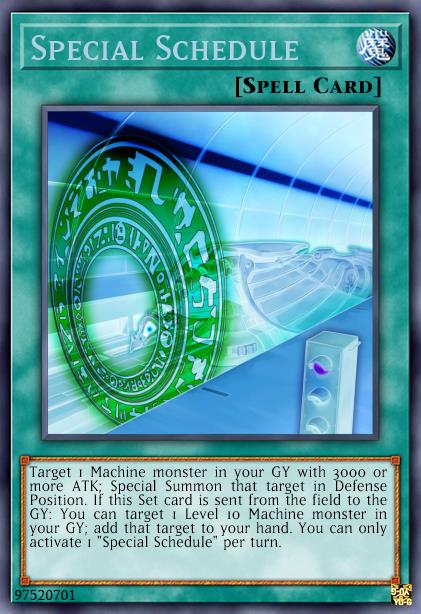 Special Schedule
魔
[Spell Card]
Target 1 Machine monster in your GY with 3000 or
more ATK; Special Summon that target in Defense
Position. If this Set card is sent from the field to the
GY: You can target 1 Level 10 Machine monster in
your GY; add that target to your hand. You can only
activate 1 "Special Schedule" per turn.
97520701